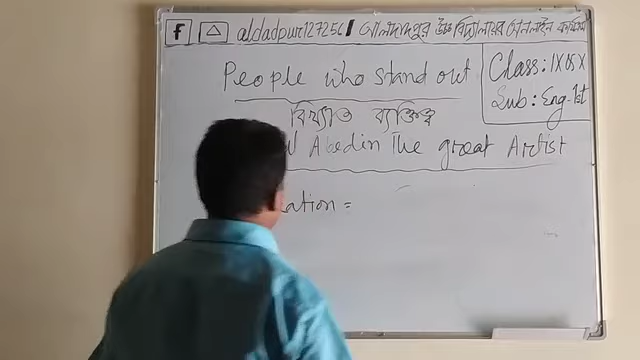 f aldadpur127256 / আলদাদপুর উচ্চ বিদ্যালয়ের অনলাইন কার্যক্রম
People who stand out
Class: IX & X
বিখ্যাত ব্যক্তিত্ব
Sub: Eng-1st
Abedin The great Artist
=